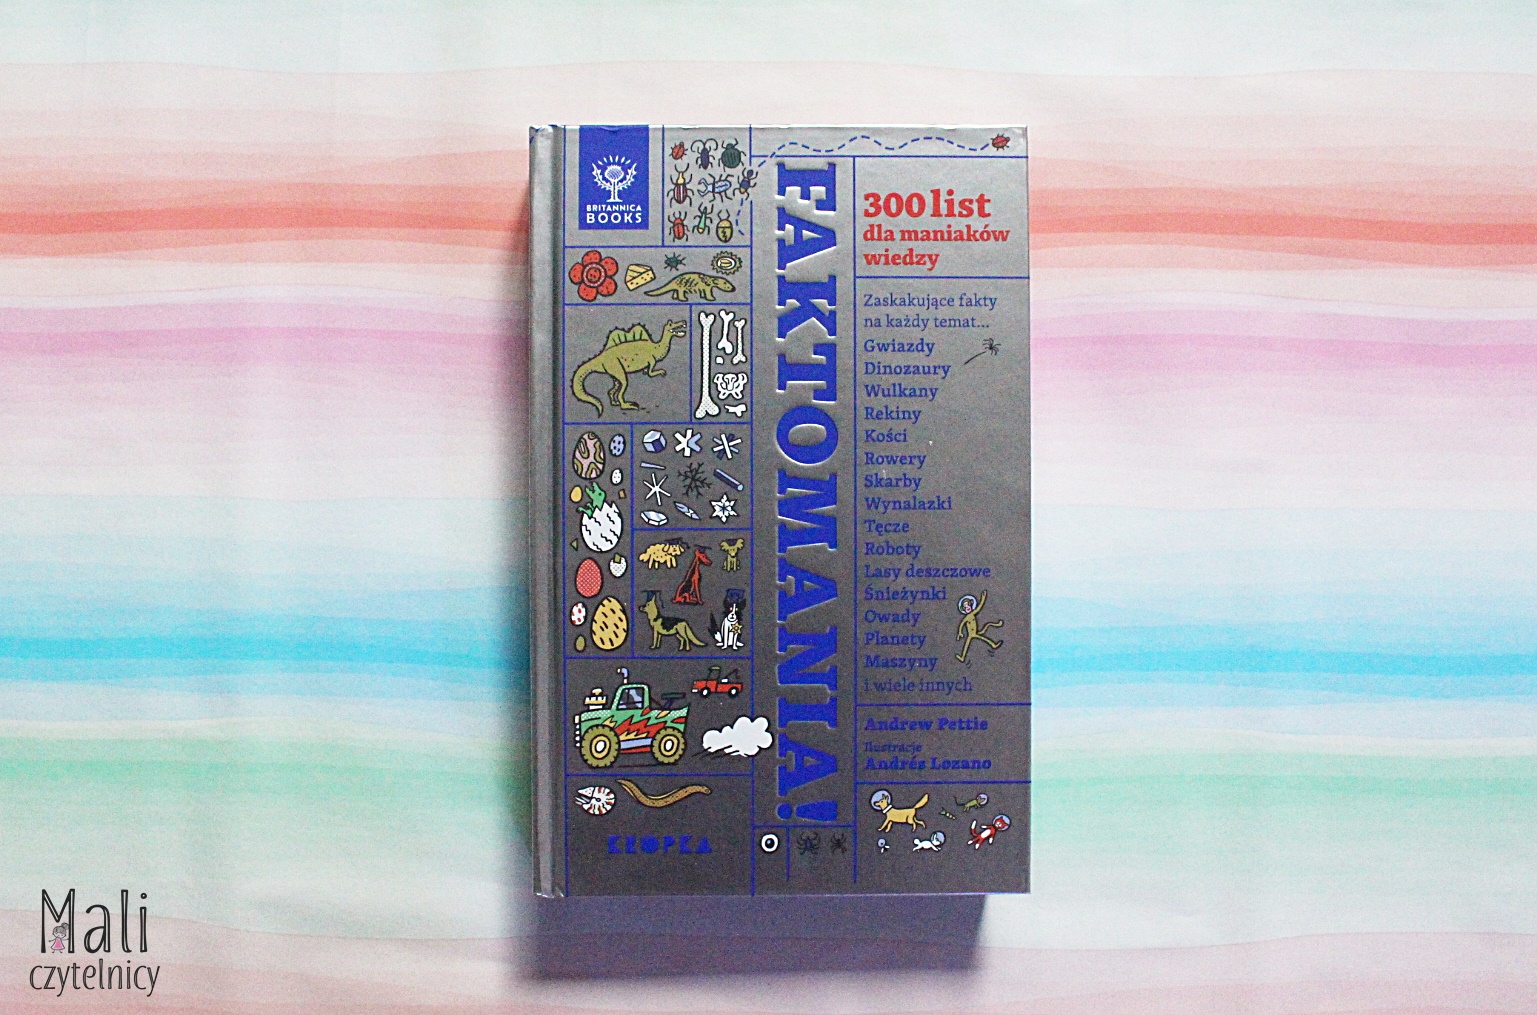 BRITANNICA
BOOKS
FAKTOMANIA!
300 list
dla maniaków
wiedzy
Zaskakujące fakty
na każdy temat...
Gwiazdy
Dinozaury
Wulkany
Rekiny
Kości
Rowery
Skarby
Wynalazki
Tęcze
Roboty
Lasy deszczowe
Śnieżynki
Owady
Planety
Maszyny
i wiele innych
Andrew Pettie
Ilustracje
Andrés Lozano
KROPKA
Mali
czytelnicy